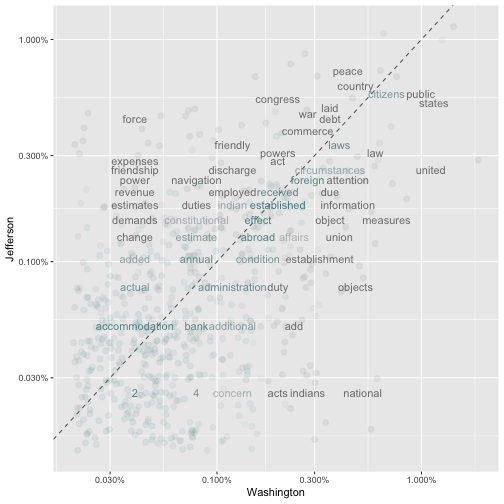 1.000%
peace
country
citizens public
congress
states
laid
war
force
debt
commerce
friendly
laws
powers
law
0.300%
expenses
act
friendship
discharge
circumstances
united
power
navigation
foreign attention
revenue
employed received
due
estimates
duties
indian
established
information
demands
constitutional
effect
object
measures
Jefferson
change
estimate
abroad affairs
union
0.100%
added
annual
condition
establishment
actual
administration duty
objects
accommodation
bank additional
add
0.030%
2
4
concern
acts indians
national
0.030%
0.100%
0.300%
1.000%
Washington